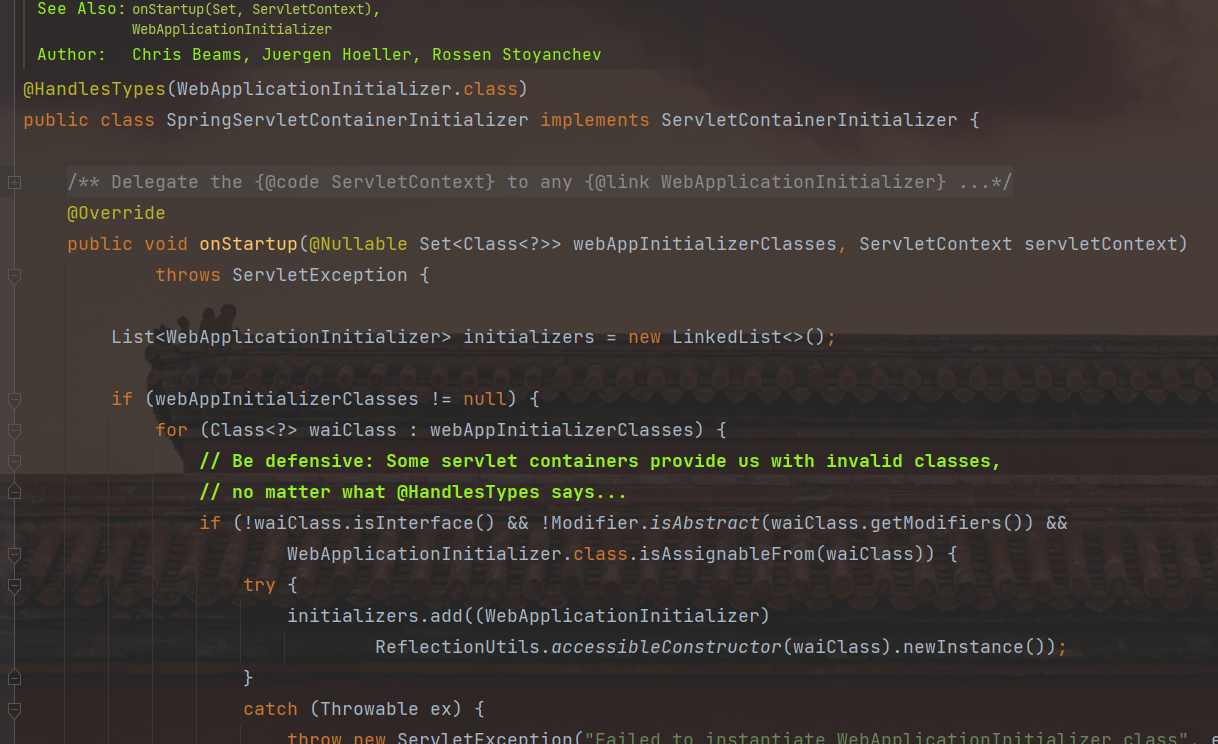 See Also: onStartup(Set, ServletContext),
WebApplicationInitializer
Author: Chris Beams, Juergen Hoeller, Rossen Stoyanchev
@HandlesTypes(WebApplicationInitializer.class)
public class SpringServletContainerInitializer implements ServletContainerInitializer {
/** Delegate the {@code ServletContext} to any {@link WebApplicationInitializer} ...*/
@Override
public void onStartup(@Nullable Set<Class<?>> webAppInitializerClasses, ServletContext servletContext)
throws ServletException {
List<WebApplicationInitializer> initializers = new LinkedList<>();
if (webAppInitializerClasses != null) {
for (Class<?> waiClass : webAppInitializerClasses) {
// Be defensive: Some servlet containers provide us with invalid classes,
// no matter what @HandlesTypes says...
if (!waiClass.isInterface() && !Modifier.isAbstract(waiClass.getModifiers()) &&
WebApplicationInitializer.class.isAssignableFrom(waiClass)) {
try {
initializers.add((WebApplicationInitializer)
ReflectionUtils.accessibleConstructor(waiClass).newInstance());
}
catch (Throwable ex) {
throw new ServletException("Failed to instantiate WebApplicationInitializer class", e